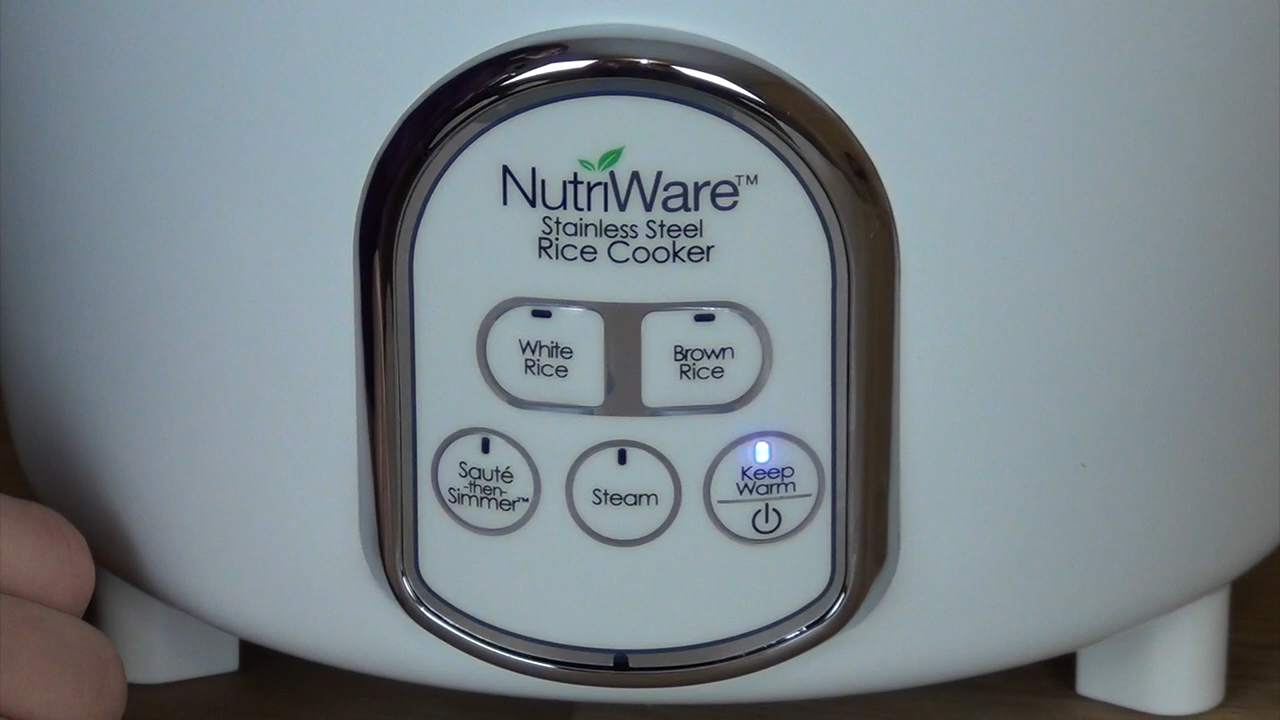 NutriWare™
Stainless Steel
Rice Cooker
White
Rice
Brown
Rice
Sauté
-then-
Simmer™
Steam
Keep
Warm